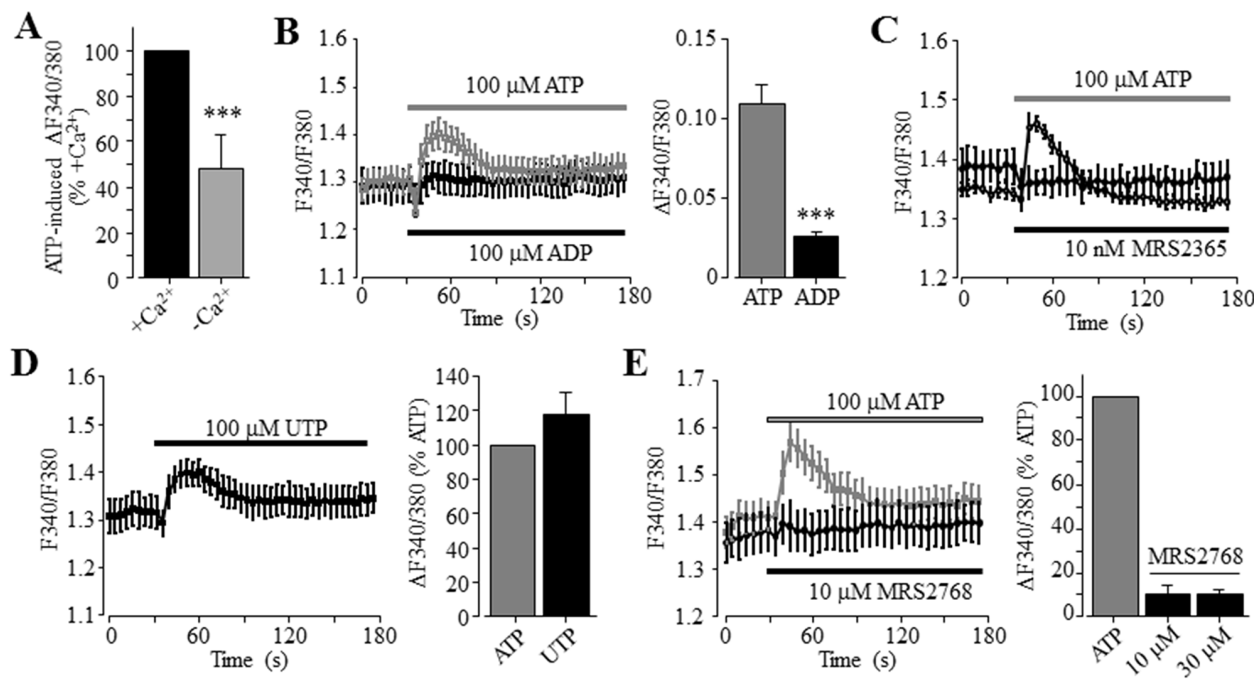 A
ATP-induced ΔF340/380
(% +Ca²⁺)
100
80
60
40
20
0
***
+Ca²⁺
-Ca²⁺
B
F340/F380
1.6
1.5
1.4
1.3
1.2
1.1
100 μM ATP
100 μM ADP
0 60 120 180
Time (s)
ΔF340/F380
0.15
0.10
0.05
0
***
ATP ADP
C
F340/F380
1.6
1.5
1.4
1.3
1.2
100 μM ATP
10 nM MRS2365
0 60 120 180
Time (s)
D
F340/F380
1.6
1.5
1.4
1.3
1.2
1.1
100 μM UTP
0 60 120 180
Time (s)
ΔF340/380 (% ATP)
140
120
100
80
60
40
20
0
ATP
UTP
E
F340/F380
1.7
1.6
1.5
1.4
1.3
1.2
100 μM ATP
10 μM MRS2768
0 60 120 180
Time (s)
ΔF340/380 (% ATP)
100
80
60
40
20
0
MRS2768
ATP
10 μM
30 μM